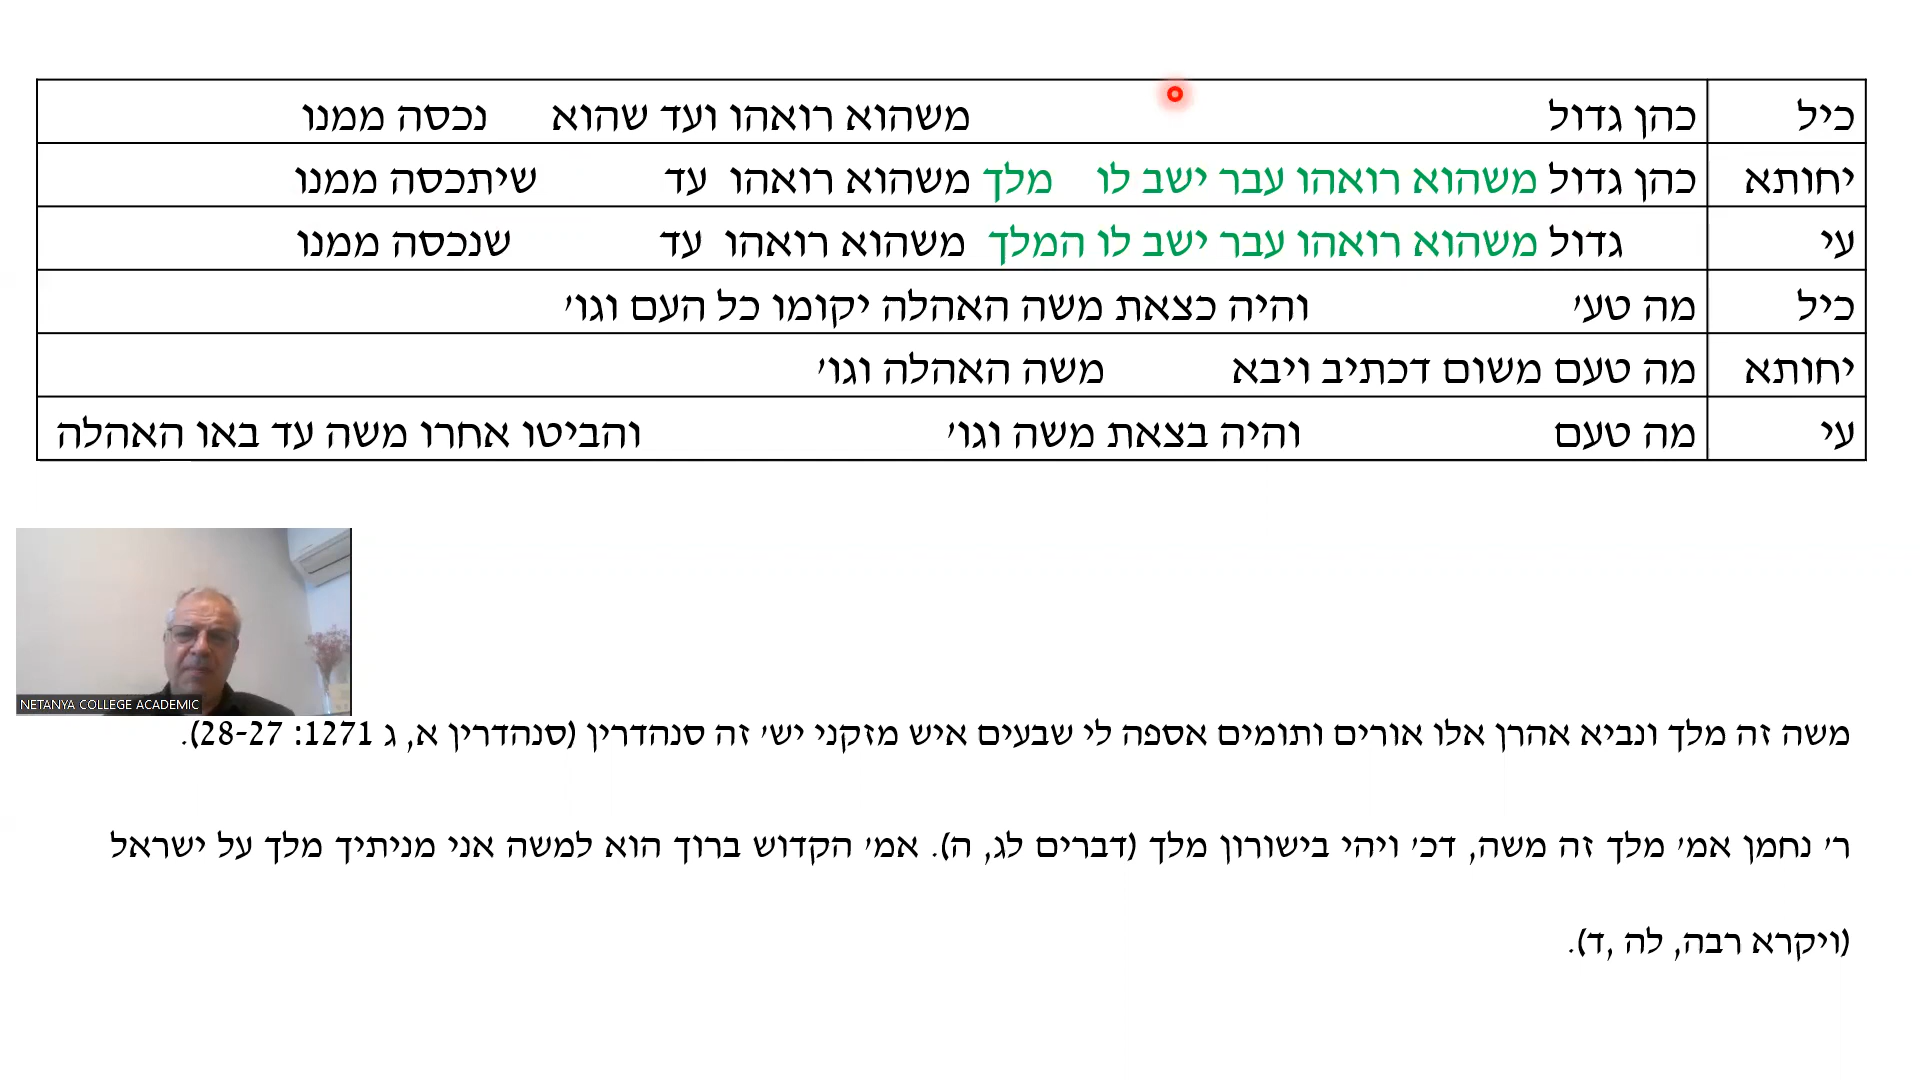 כיל כהן גדול משהוא רואהו ועד שהוא נכסה ממנו
יחותא כהן גדול משהוא רואהו עבר ישב לו מלך משהוא רואהו עד שיתכסה ממנו
עי גדול משהוא רואהו עבר ישב לו המלך משהוא רואהו עד שנכסה ממנו
כיל מה טע׳ והיה כצאת משה האהלה יקומו כל העם וגו׳
יחותא מה טעם משום דכתיב ויבא משה האהלה וגו׳
עי מה טעם והיה בצאת משה וגו׳ והביטו אחרו משה עד באו האהלה
NETANYA COLLEGE ACADEMIC
משה זה מלך ונביא אהרן אלו אורים ותומים אספה לי שבעים איש מזקני יש׳ זה סנהדרין (סנהדרין א, ג 1271: 28-27).
ר׳ נחמן אמ׳ מלך זה משה, דכ׳ ויהי בישורון מלך (דברים לג, ה). אמ׳ הקדוש ברוך הוא למשה אני מניתיך מלך על ישראל
(ויקרא רבה, לה ,ד).